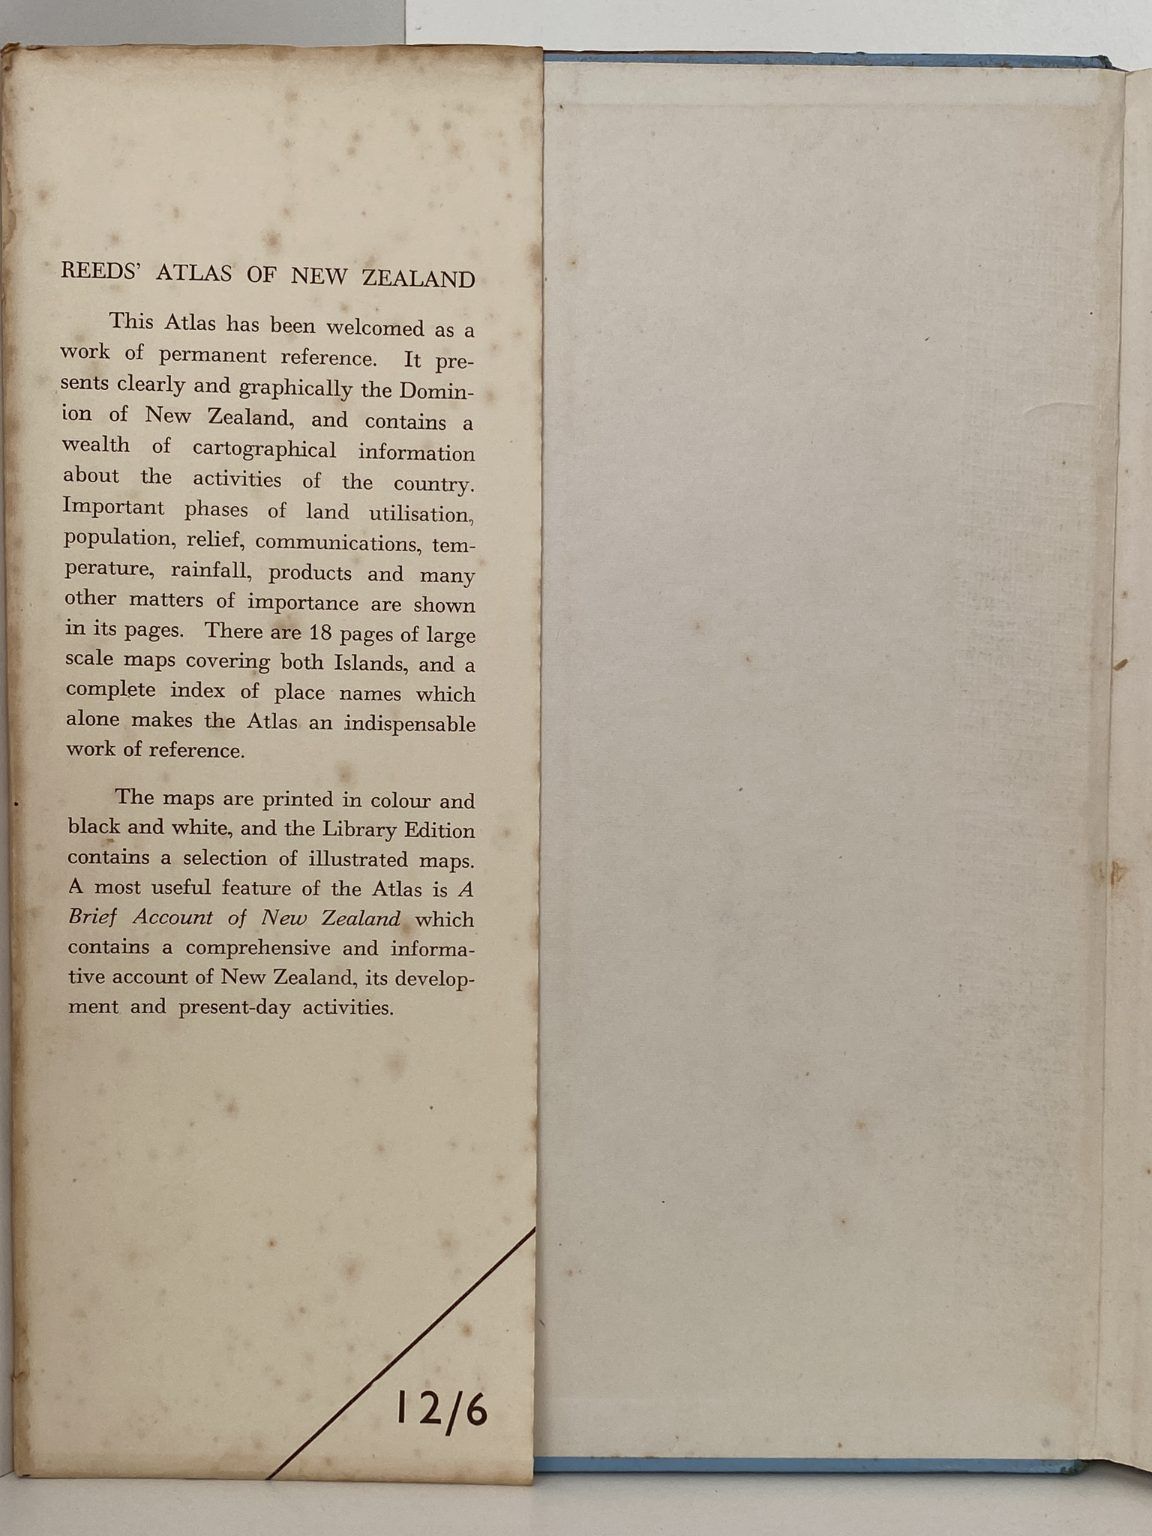 REEDS' ATLAS OF NEW ZEALAND
This Atlas has been welcomed as a
work of permanent reference. It pre-
sents clearly and graphically the Domin-
ion of New Zealand, and contains a
wealth of cartographical information
about the activities of the country.
Important phases of land utilisation,
population, relief, communications, tem-
perature, rainfall, products and many
other matters of importance are shown
in its pages. There are 18 pages of large
scale maps covering both Islands, and a
complete index of place names which
alone makes the Atlas an indispensable
work of reference.
The maps are printed in colour and
black and white, and the Library Edition
contains a selection of illustrated maps.
A most useful feature of the Atlas is A
Brief Account of New Zealand which
contains a comprehensive and informa-
tive account of New Zealand, its develop-
ment and present-day activities.
12/6